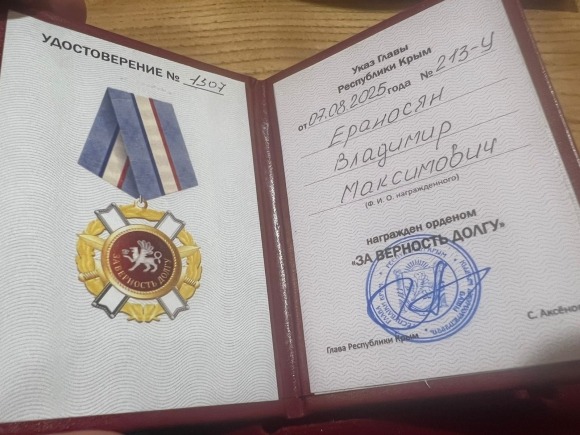 УДОСТОВЕРЕНИЕ № 1307
ЗА ВЕРНОСТЬ ДОЛГУ
Указ Главы
Республики Крым
от 07.08.2025 года № 213-У
Ераносян
Владимир
Максимович
(Ф. И. О. награжденного)
награжден орденом
«ЗА ВЕРНОСТЬ ДОЛГУ»
Глава Республики Крым
С. Аксёнов